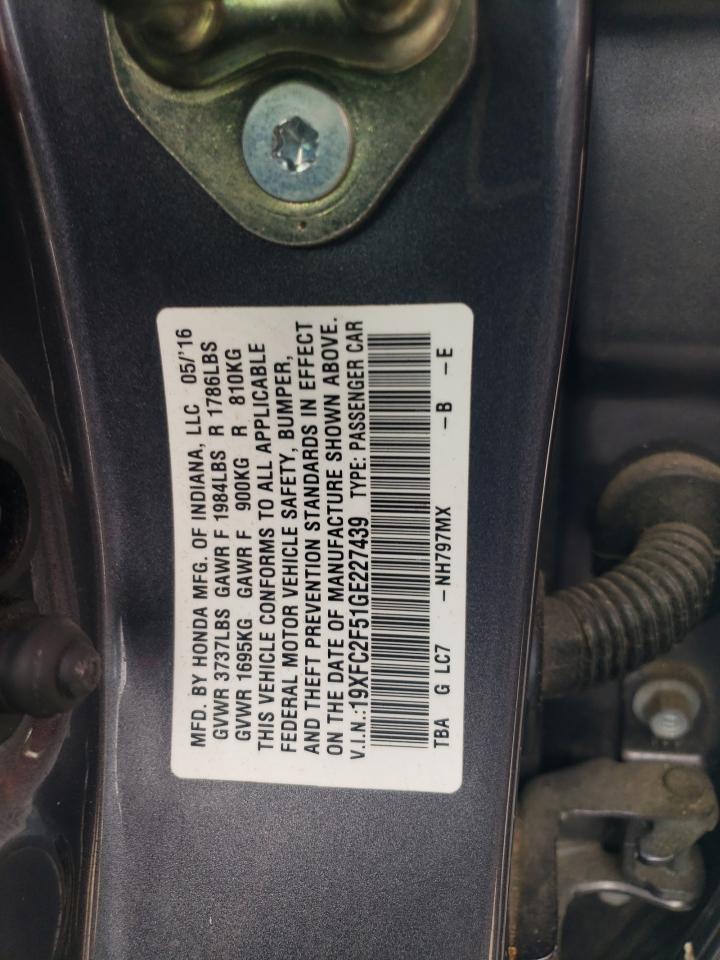 MFD. BY HONDA MFG. OF INDIANA, LLC 05/'16
GVWR 3737LBS GAWR F 1984LBS R 1786LBS
GVWR 1695KG GAWR F 900KG R 810KG
THIS VEHICLE CONFORMS TO ALL APPLICABLE
FEDERAL MOTOR VEHICLE SAFETY, BUMPER,
AND THEFT PREVENTION STANDARDS IN EFFECT
ON THE DATE OF MANUFACTURE SHOWN ABOVE.
V.I.N.:19XFC2F51GE227439 TYPE: PASSENGER CAR
TBA G LC7 -NH797MX -B -E